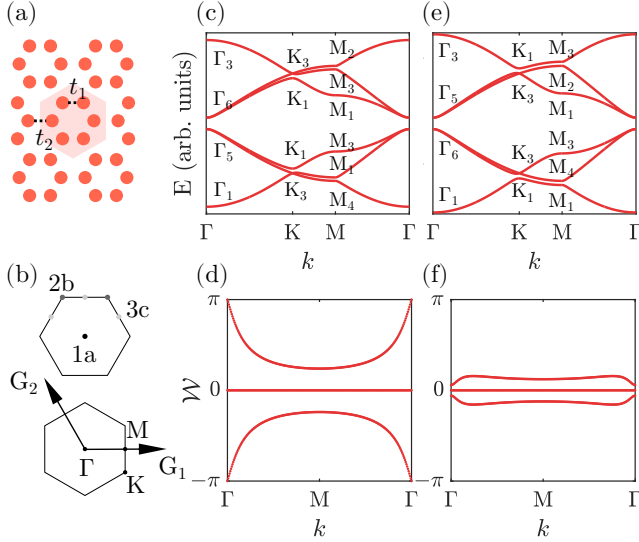 (a)
t₁
t₂
(b)
2b
3c
1a
G₂
M
Γ
G₁
K
(c)
E (arb. units)
Γ₃
K₃
M₂
Γ₆
K₁
M₁
Γ₅
K₁
M₃
M₁
Γ₁
K₃
M₄
Γ K M Γ
k
(e)
Γ₃
K₁
M₃
Γ₅
K₃
M₂
M₁
Γ₆
K₃
M₃
M₄
Γ₁
K₁
M₁
Γ K M Γ
k
(d)
π
𝒲 0
−π
Γ M Γ
k
(f)
π
0
−π
Γ M Γ
k